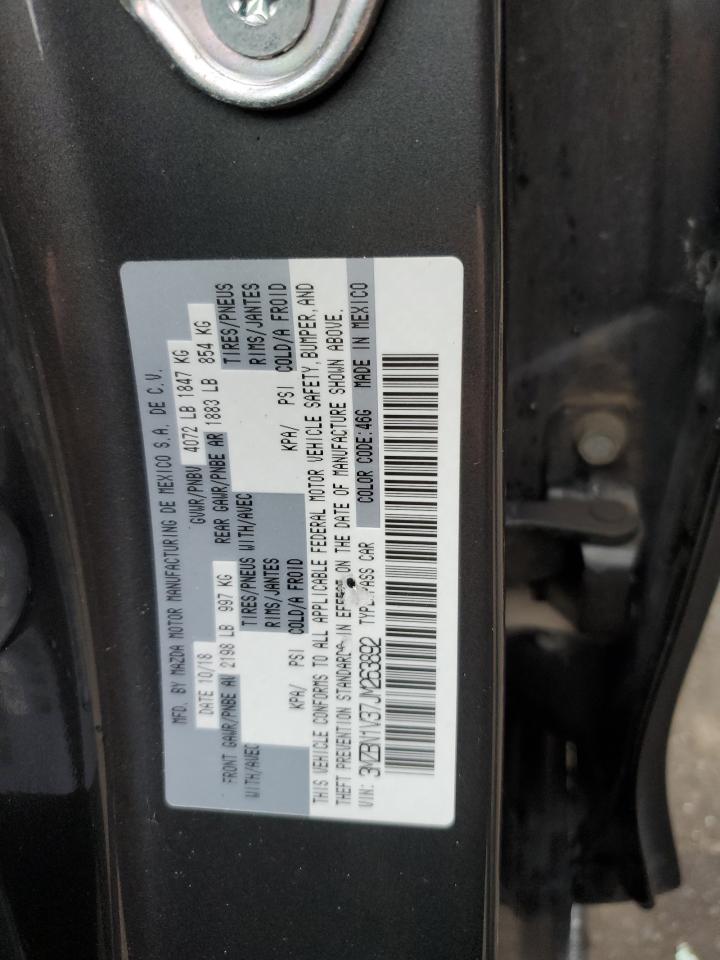 MFD. BY MAZDA MOTOR MANUFACTURING DE MEXICO S.A. DE C.V.
DATE 10/18 GVWR/PNBV 4072 LB 1847 KG
FRONT GAWR/PNBE AV 2198 LB 997 KG REAR GAWR/PNBE AR 1883 LB 854 KG
WITH/AVEC TIRES/PNEUS WITH/AVEC TIRES/PNEUS
RIMS/JANTES RIMS/JANTES
KPA/ PSI COLD/A FROID KPA/ PSI COLD/A FROID
THIS VEHICLE CONFORMS TO ALL APPLICABLE FEDERAL MOTOR VEHICLE SAFETY, BUMPER, AND
THEFT PREVENTION STANDARDS IN EFFECT ON THE DATE OF MANUFACTURE SHOWN ABOVE.
VIN: 3MZBN1V37JM263892 TYPE:PASS CAR COLOR CODE:46G MADE IN MEXICO